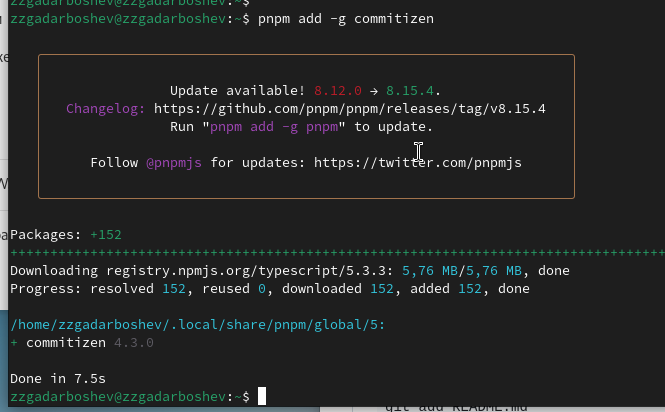 zzgadarboshev@zzgadarboshev:~$
zzgadarboshev@zzgadarboshev:~$ pnpm add -g commitizen
Update available! 8.12.0 → 8.15.4.
Changelog: https://github.com/pnpm/pnpm/releases/tag/v8.15.4
Run "pnpm add -g pnpm" to update.
Follow @pnpmjs for updates: https://twitter.com/pnpmjs
Packages: +152
++++++++++++++++++++++++++++++++++++++++++++++++++++++++++++++++++++++++++++++++++
Downloading registry.npmjs.org/typescript/5.3.3: 5,76 MB/5,76 MB, done
Progress: resolved 152, reused 0, downloaded 152, added 152, done
/home/zzgadarboshev/.local/share/pnpm/global/5:
+ commitizen 4.3.0
Done in 7.5s
zzgadarboshev@zzgadarboshev:~$
git add README.md